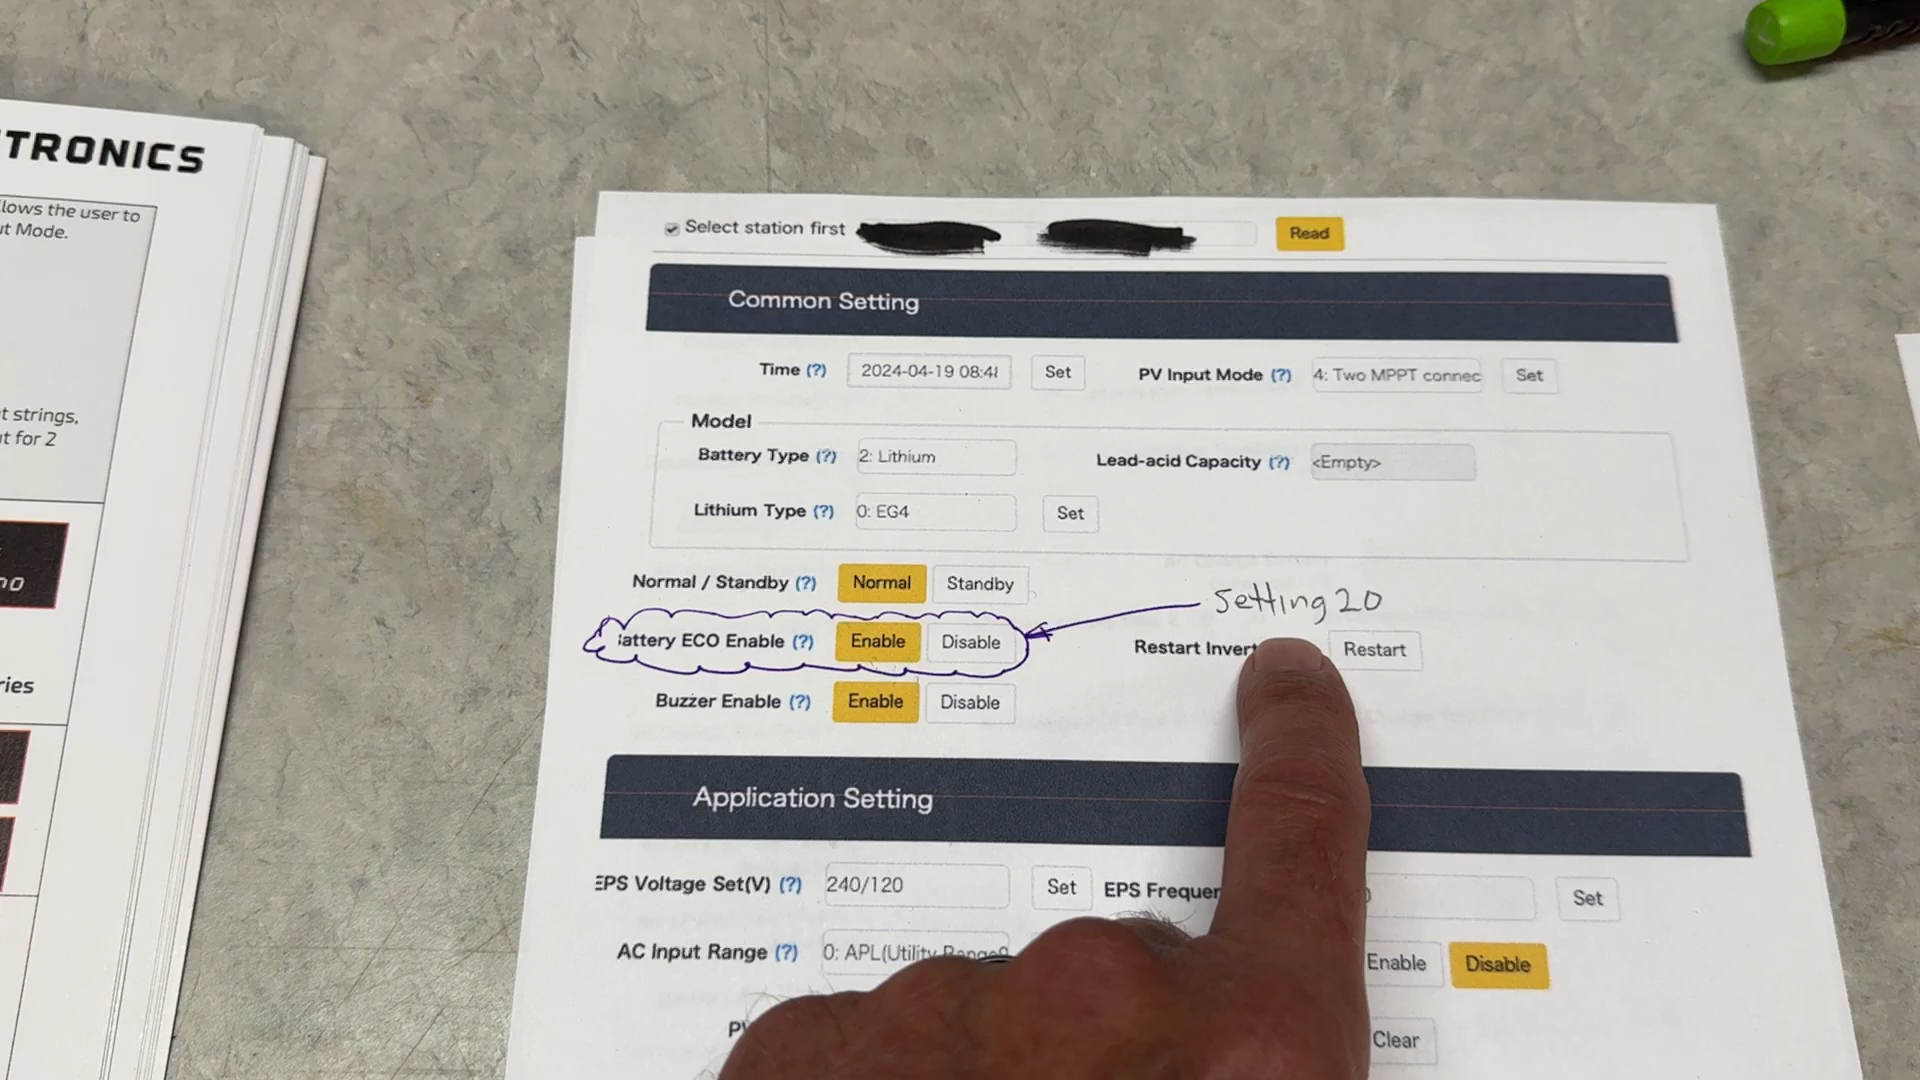 TRONICS
lows the user to
ut Mode.
t strings,
ut for 2
ries
Select station first Read
Common Setting
Time (?) 2024-04-19 08:48 Set PV Input Mode (?) 4: Two MPPT connec Set
Model
Battery Type (?) 2: Lithium Lead-acid Capacity (?) <Empty>
Lithium Type (?) 0: EG4 Set
Normal / Standby (?) Normal Standby
Setting 20
attery ECO Enable (?) Enable Disable Restart Invert Restart
Buzzer Enable (?) Enable Disable
Application Setting
EPS Voltage Set(V) (?) 240/120 Set EPS Frequen Set
AC Input Range (?) 0: APL(Utility Range Enable Disable
Clear